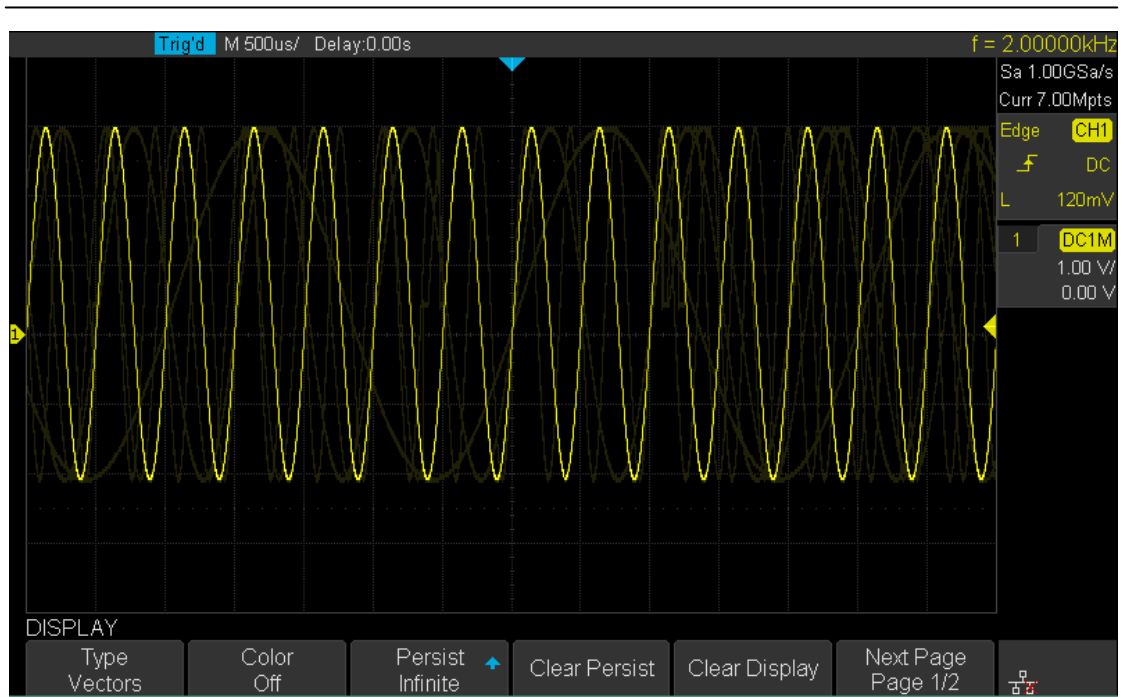 Trig'd M 500us/ Delay:0.00s f = 2.00000kHz
Sa 1.00GSa/s
Curr 7.00Mpts
Edge CH1
DC
L 120mV
1 DC1M
1.00 V/
0.00 V
1
DISPLAY
Type Color Persist Clear Persist Clear Display Next Page
Vectors Off Infinite Page 1/2